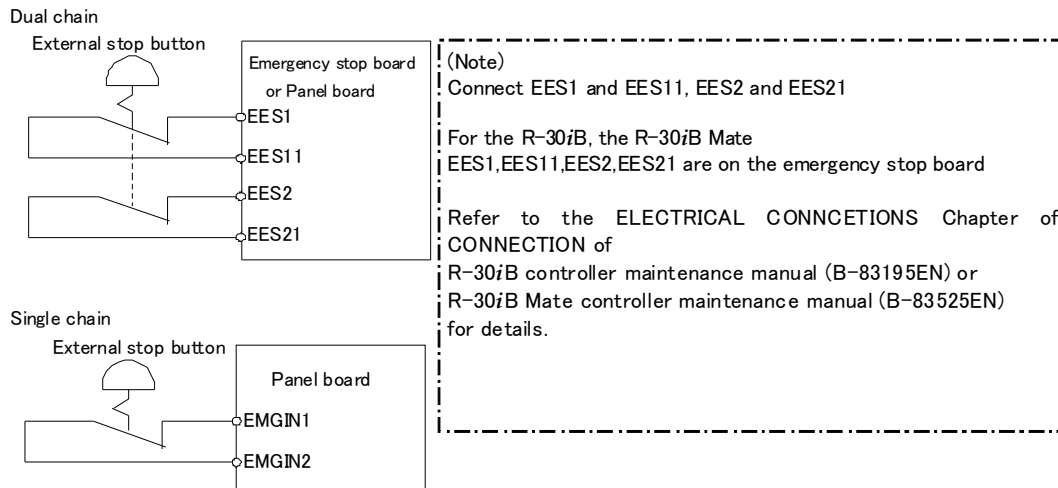 Dual chain
External stop button
Emergency stop board
or Panel board
EES1
EES11
EES2
EES21
Single chain
External stop button
Panel board
EMGIN1
EMGIN2
(Note)
Connect EES1 and EES11, EES2 and EES21
For the R-30iB, the R-30iB Mate
EES1,EES11,EES2,EES21 are on the emergency stop board
Refer to the ELECTRICAL CONNCETIONS Chapter of
CONNECTION of
R-30iB controller maintenance manual (B-83195EN) or
R-30iB Mate controller maintenance manual (B-83525EN)
for details.